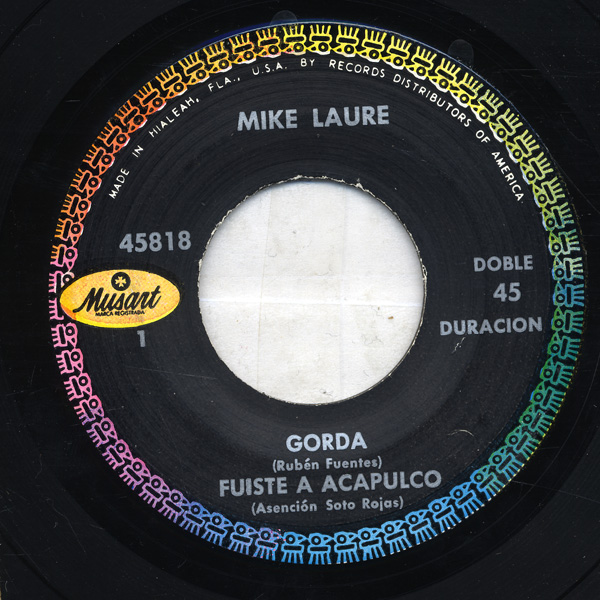 MADE IN HIALEAH, FLA., U.S.A. BY RECORDS DISTRIBUTORS OF AMERICA
MIKE LAURE
45818
DOBLE
45
DURACION
Musart
MARCA REGISTRADA
1
GORDA
(Rubén Fuentes)
FUISTE A ACAPULCO
(Asención Soto Rojas)